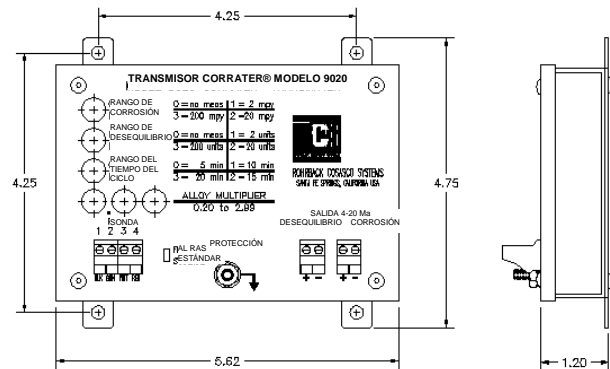 4.25
TRANSMISOR CORRATER® MODELO 9020
RANGO DE
CORROSIÓN
0=no meas 1= 2 mpy
3-200 mpy 2-20 mpy
RANGO DE
DESEQUILIBRIO
0=no meas 1= 2 units
3-200 units 2-20 units
RANGO DEL
TIEMPO DEL
CICLO
0= 5 min 1=10 min
3- 20 min 2-15 min
ROHRBACK COSASCO SYSTEMS
SANTA FE SPRINGS, CALIFORNIA USA
ALLOY MULTIPLIER
0.20 to 2.99
SONDA
1 2 3 4
BLK GRN RED
AL RAS
ESTÁNDAR
PROTECCIÓN
SALIDA 4-20 Ma
DESEQUILIBRIO CORROSIÓN
+ - + -
4.25
4.75
5.62
1.20